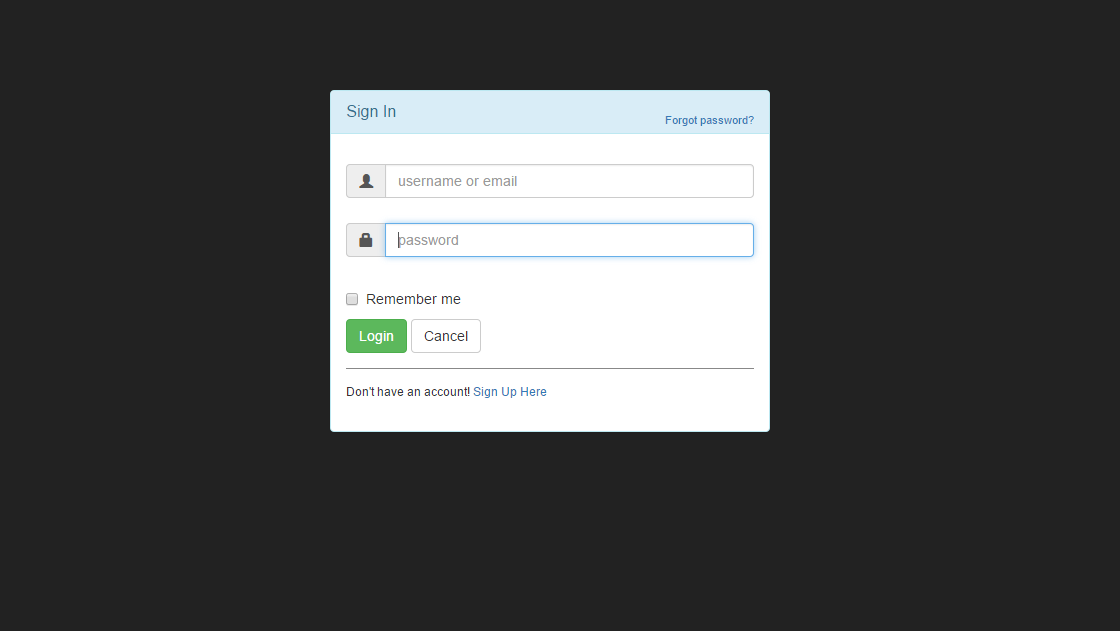 Sign In
Forgot password?
username or email
password
Remember me
Login Cancel
Don't have an account! Sign Up Here